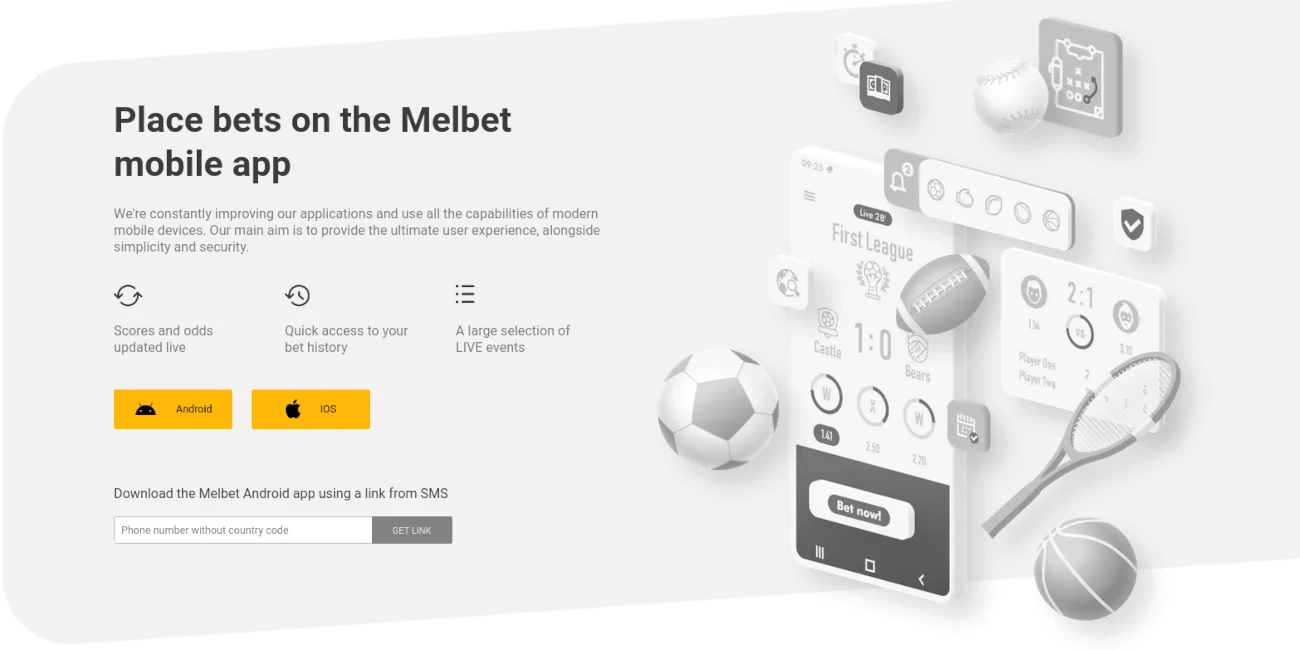 Place bets on the Melbet
mobile app
We're constantly improving our applications and use all the capabilities of modern
mobile devices. Our main aim is to provide the ultimate user experience, alongside
simplicity and security.
Scores and odds
updated live
Quick access to your
bet history
A large selection of
LIVE events
Android
IOS
Download the Melbet Android app using a link from SMS
Phone number without country code
GET LINK
09:25
2
Live 2B'
First League
1:0
Castle
Bears
W
X
W
1.41
2.50
2.20
Bet now!
2:1
1.14
VS
3.10
Player One
2
Player Two